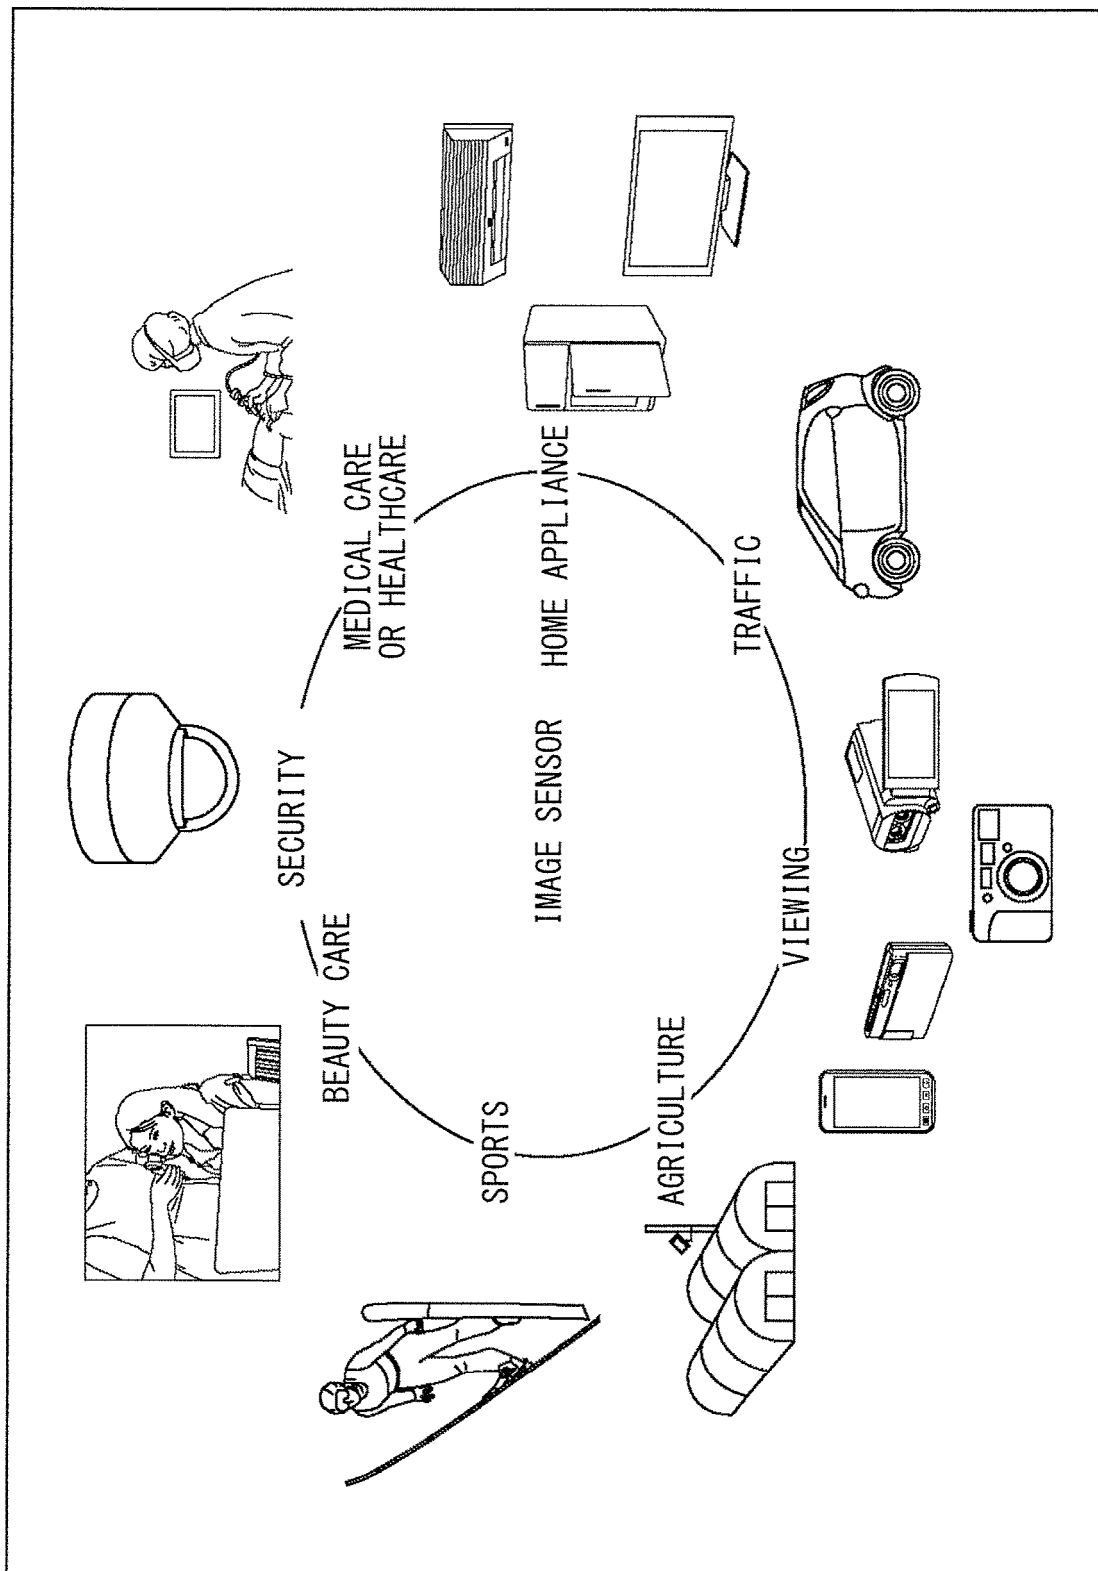 SECURITY
BEAUTY CARE
MEDICAL CARE
OR HEALTHCARE
SPORTS
IMAGE SENSOR
HOME APPLIANCE
AGRICULTURE
TRAFFIC
VIEWING